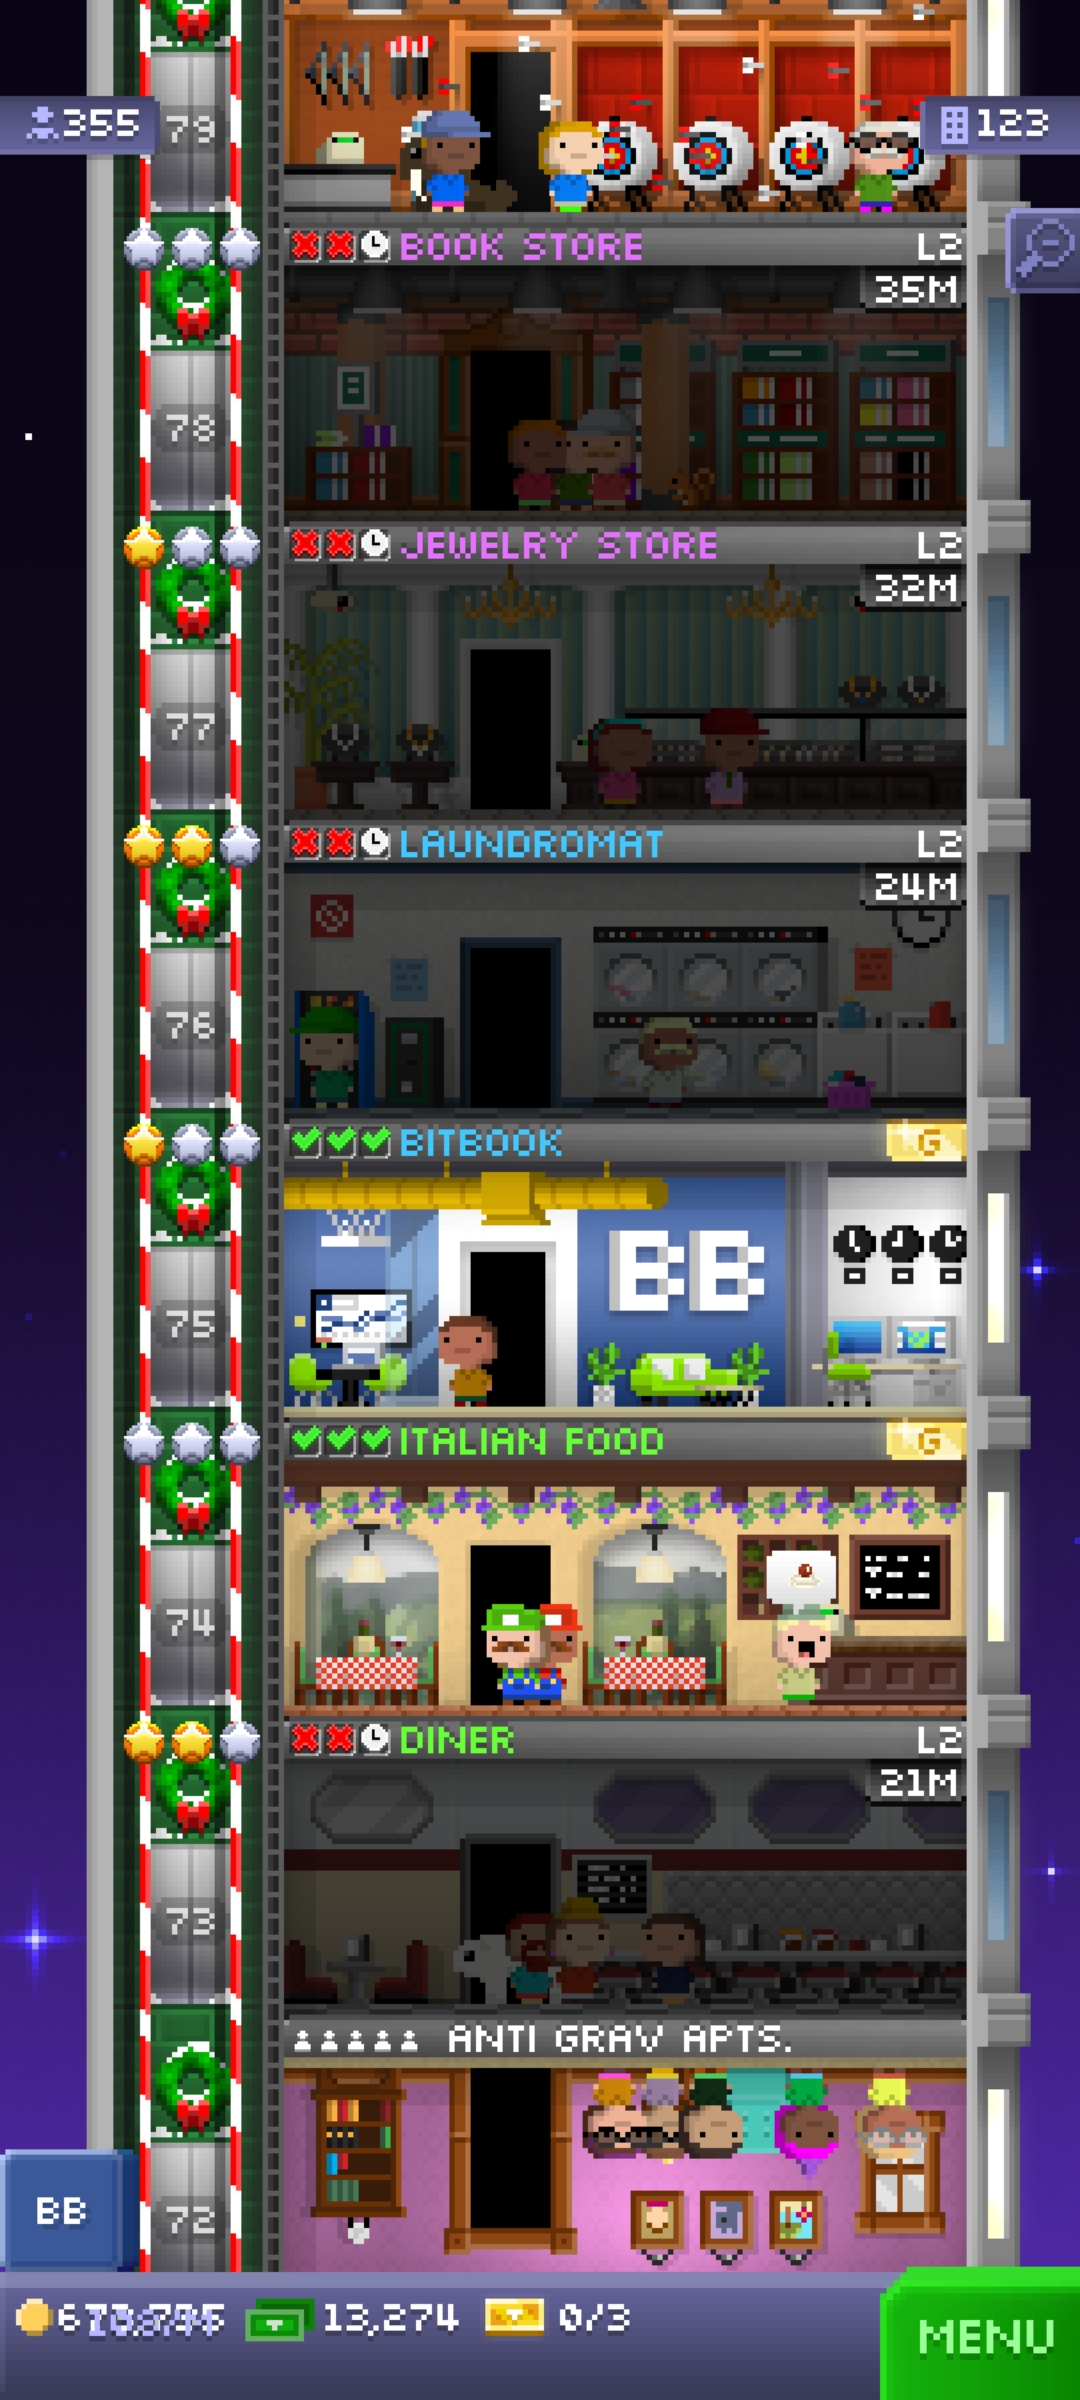 79
355
123
BOOK STORE L2
35M
78
JEWELRY STORE L2
32M
77
LAUNDROMAT L2
24M
76
BITBOOK G
BB
75
ITALIAN FOOD G
74
DINER L2
21M
73
ANTI GRAV APTS.
72
BB
13,274
0/3
MENU